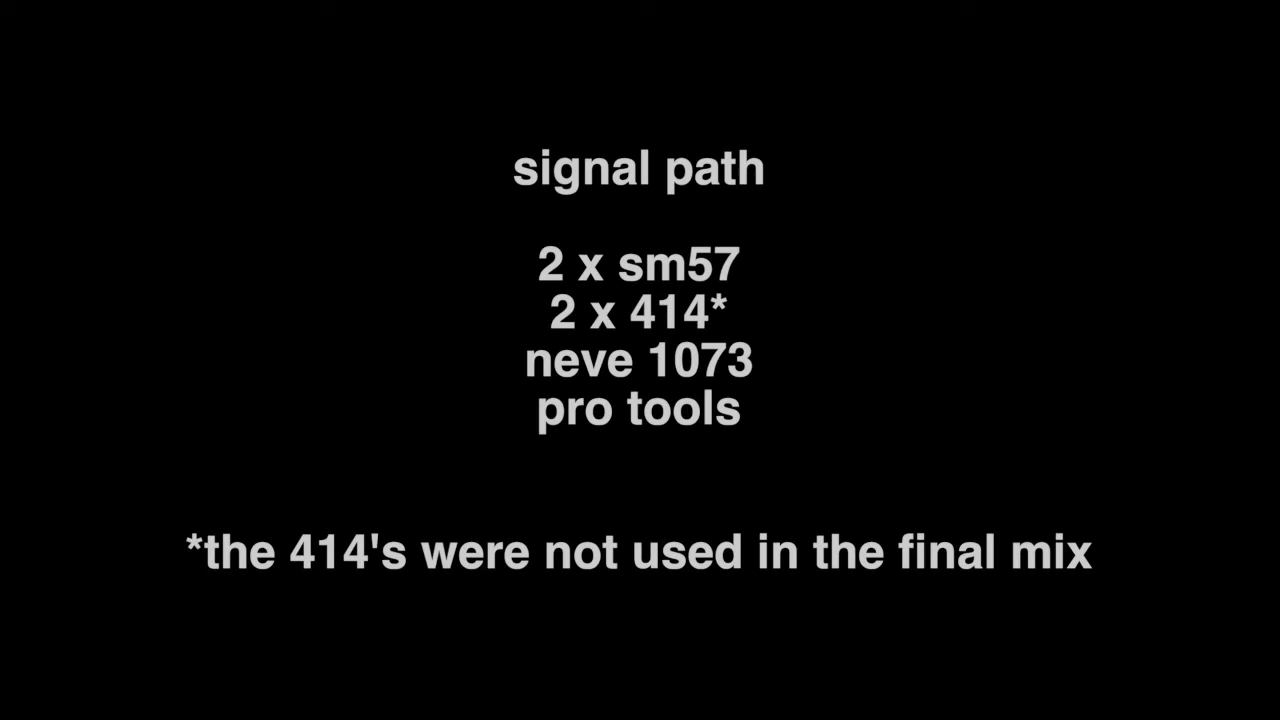 signal path
2 x sm57
2 x 414*
neve 1073
pro tools
*the 414's were not used in the final mix